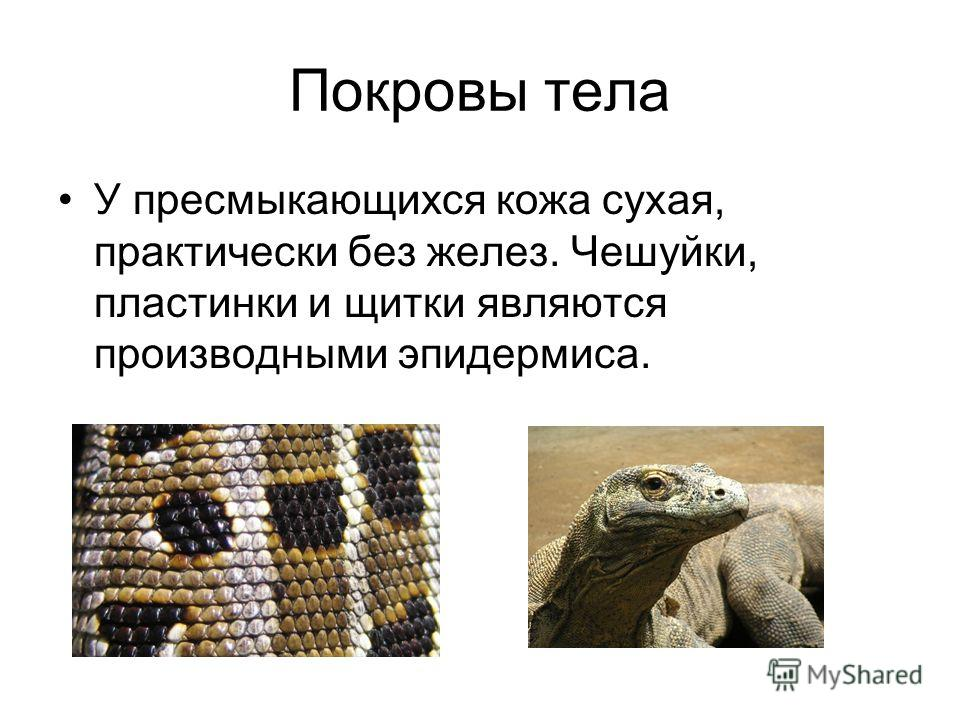 Покровы тела
• У пресмыкающихся кожа сухая,
практически без желез. Чешуйки,
пластинки и щитки являются
производными эпидермиса.
MyShared